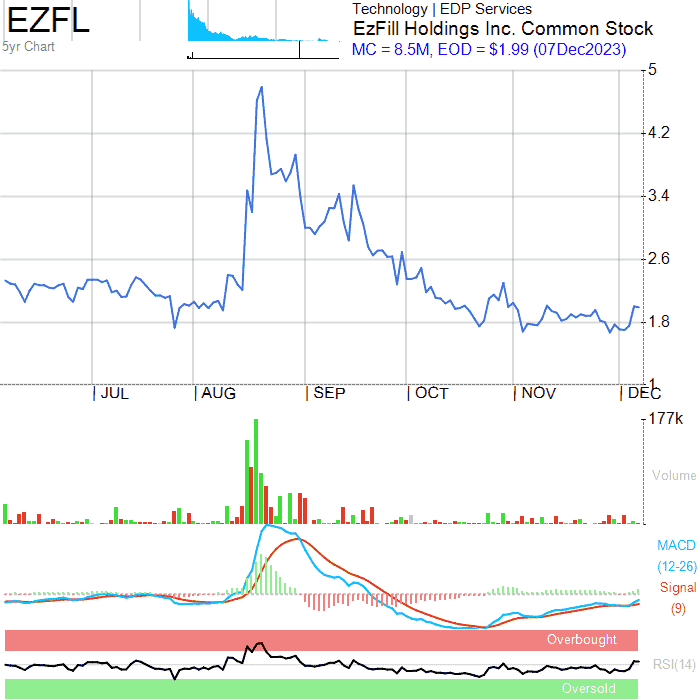 EZFL
5yr Chart
Technology | EDP Services
EzFill Holdings Inc. Common Stock
MC = 8.5M, EOD = $1.99 (07Dec2023)
5
4.2
3.4
2.6
1.8
1
JUL AUG SEP OCT NOV DEC
177k
Volume
MACD
(12-26)
Signal
(9)
Overbought
RSI(14)
Oversold